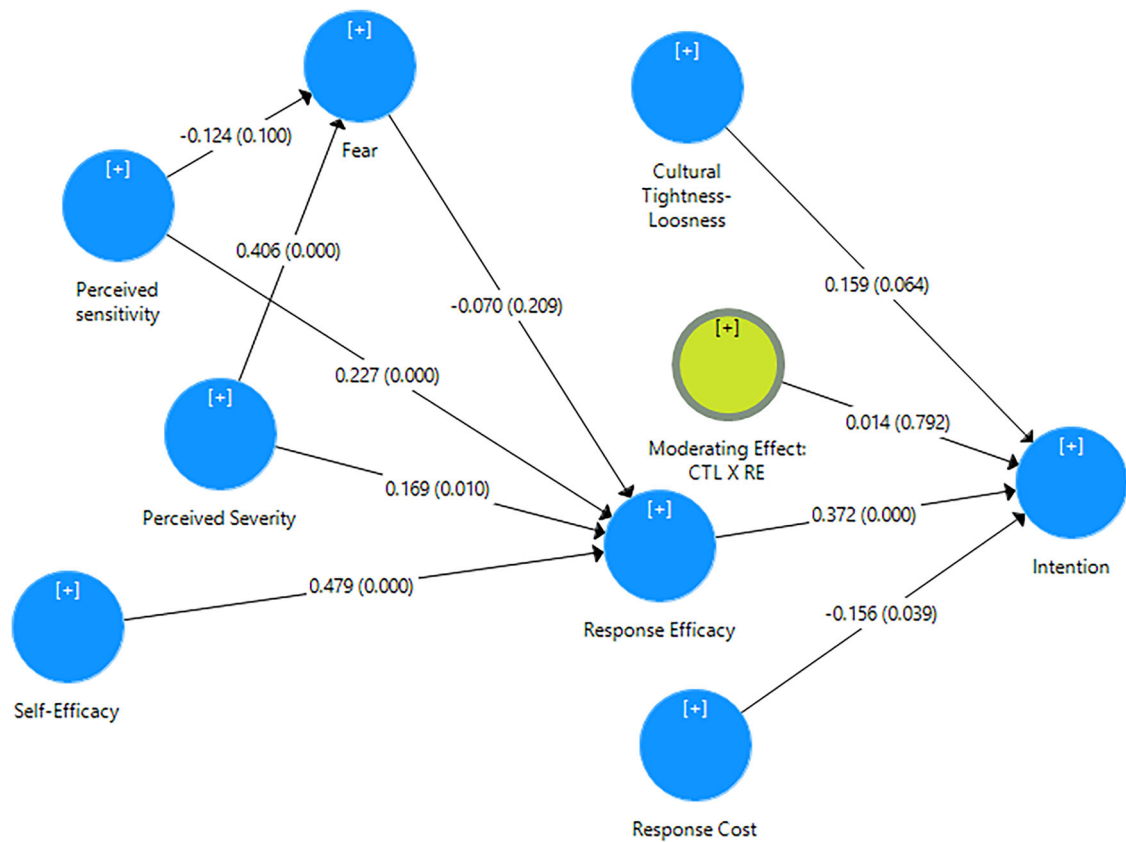 [+]
Fear
[+]
Cultural
Tightness-
Loosness
-0.124 (0.100)
[+]
Perceived
sensitivity
0.406 (0.000)
-0.070 (0.209)
0.159 (0.064)
[+]
Moderating Effect:
CTL X RE
0.227 (0.000)
[+]
Perceived Severity
0.014 (0.792)
[+]
Intention
0.169 (0.010)
[+]
Response Efficacy
0.372 (0.000)
[+]
Self-Efficacy
0.479 (0.000)
-0.156 (0.039)
[+]
Response Cost